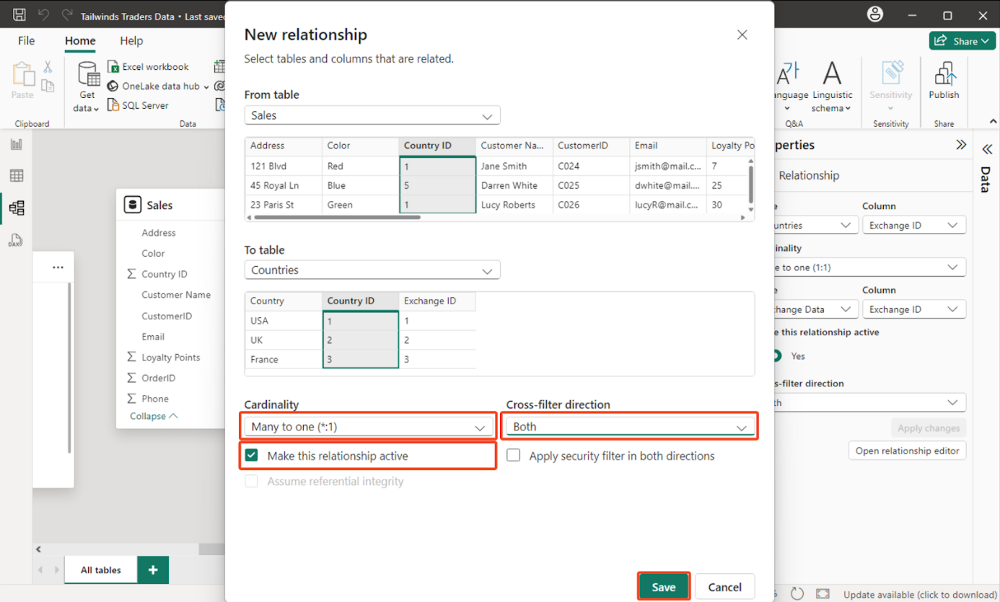 Tailwinds Traders Data • Last saved
File Home Help
Share
Paste
Clipboard
Get data
Excel workbook
OneLake data hub
SQL Server
Data
Linguistic schema
Q&A
Sensitivity
Sensitivity
Publish
Share
Sales
Address
Color
Σ Country ID
Customer Name
CustomerID
Email
Σ Loyalty Points
Σ OrderID
Σ Phone
Collapse
All tables
+
New relationship
Select tables and columns that are related.
From table
Sales
Address Color Country ID Customer Na... CustomerID Email Loyalty Po
121 Blvd Red 1 Jane Smith C024 jsmith@mail.c... 7
45 Royal Ln Blue 5 Darren White C025 dwhite@mail.... 25
23 Paris St Green 1 Lucy Roberts C026 lucyR@mail.c... 30
To table
Countries
Country Country ID Exchange ID
USA 1 1
UK 2 2
France 3 3
Cardinality
Many to one (*:1)
Cross-filter direction
Both
Make this relationship active
Apply security filter in both directions
Assume referential integrity
Save Cancel
perties
Relationship
Column
untries Exchange ID
inality
e to one (1:1)
Column
change Data Exchange ID
e this relationship active
Yes
s-filter direction
th
Apply changes
Open relationship editor
Data
Update available (click to download)